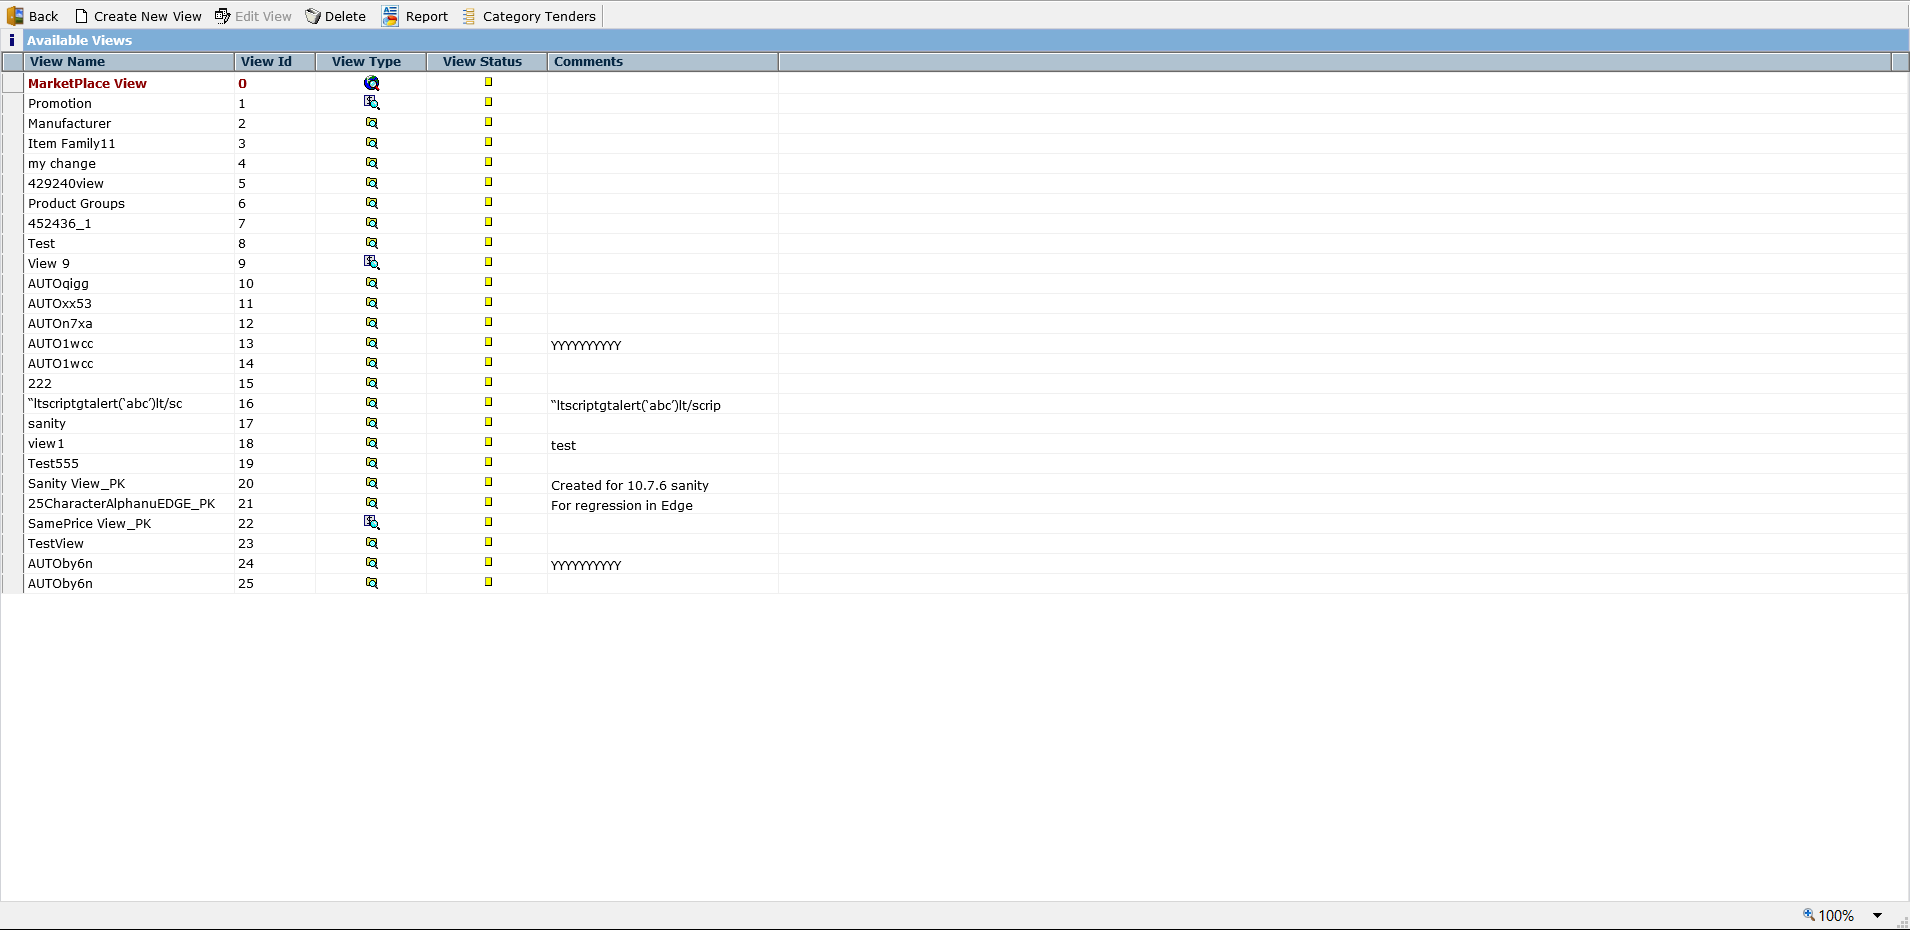 Back Create New View Edit View Delete Report Category Tenders
i Available Views
View Name View Id View Type View Status Comments
MarketPlace View 0
Promotion 1
Manufacturer 2
Item Family11 3
my change 4
429240view 5
Product Groups 6
452436_1 7
Test 8
View 9 9
AUTOqigg 10
AUTOxx53 11
AUTOn7xa 12
AUTO1wcc 13 YYYYYYYYYY
AUTO1wcc 14
222 15
“ltscriptgtalert(‘abc’)lt/sc 16 “ltscriptgtalert(‘abc’)lt/scrip
sanity 17
view1 18 test
Test555 19
Sanity View_PK 20 Created for 10.7.6 sanity
25CharacterAlphanuEDGE_PK 21 For regression in Edge
SamePrice View_PK 22
TestView 23
AUTOby6n 24 YYYYYYYYYY
AUTOby6n 25
100%